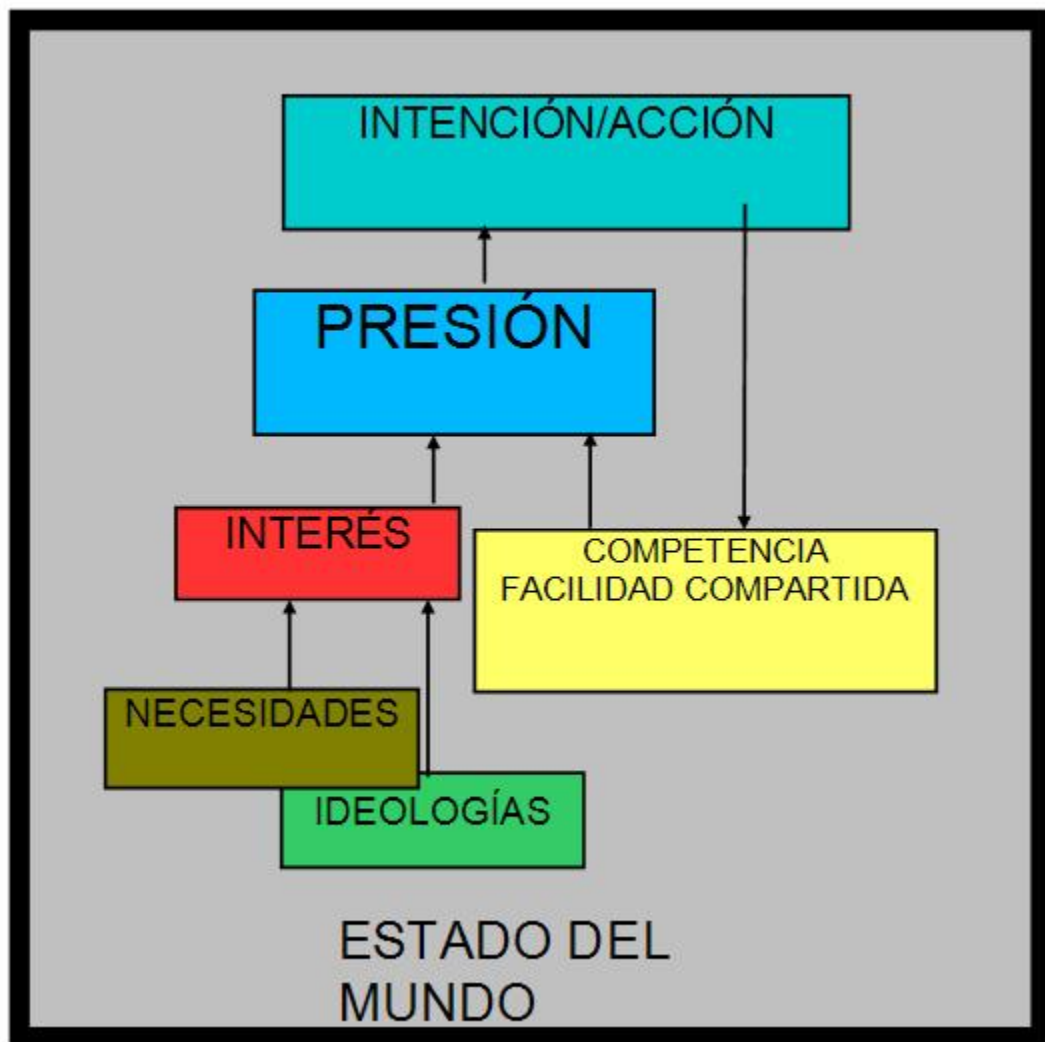 INTENCIÓN/ACCIÓN
PRESIÓN
INTERÉS
COMPETENCIA
FACILIDAD COMPARTIDA
NECESIDADES
IDEOLOGÍAS
ESTADO DEL
MUNDO